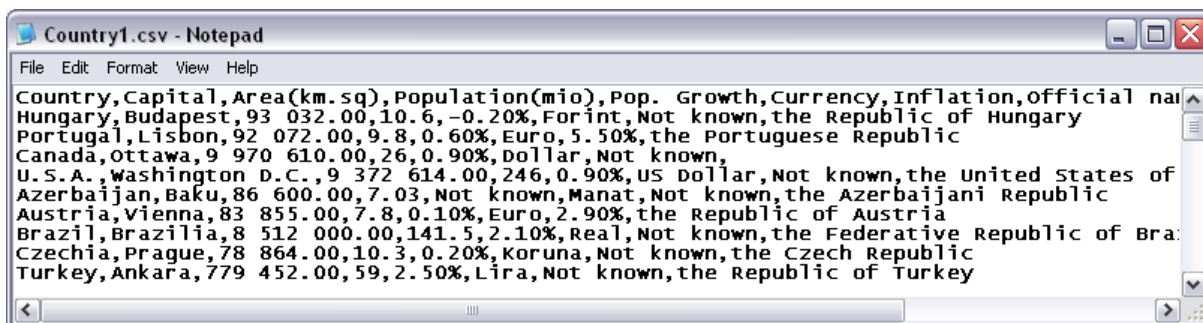 Country1.csv - Notepad
File Edit Format View Help
Country,Capital,Area(km.sq),Population(mio),Pop. Growth,Currency,Inflation,Official
Hungary,Budapest,93 032.00,10.6,-0.20%,Forint,Not known,the Republic of Hungary
Portugal,Lisbon,92 072.00,9.8,0.60%,Euro,5.50%,the Portuguese Republic
Canada,Ottawa,9 970 610.00,26,0.90%,Dollar,Not known,
U.S.A.,Washington D.C.,9 372 614.00,246,0.90%,US Dollar,Not known,the United States of
Azerbaijan,Baku,86 600.00,7.03,Not known,Manat,Not known,the Azerbaijani Republic
Austria,Vienna,83 855.00,7.8,0.10%,Euro,2.90%,the Republic of Austria
Brazil,Brazilia,8 512 000.00,141.5,2.10%,Real,Not known,the Federative Republic of
Czechia,Prague,78 864.00,10.3,0.20%,Koruna,Not known,the Czech Republic
Turkey,Ankara,779 452.00,59,2.50%,Lira,Not known,the Republic of Turkey